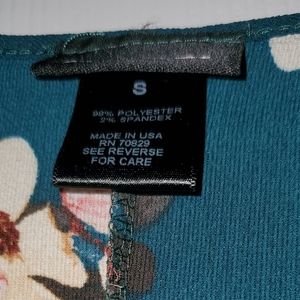 S
98% POLYESTER
2% SPANDEX
MADE IN USA
RN 70829
SEE REVERSE
FOR CARE